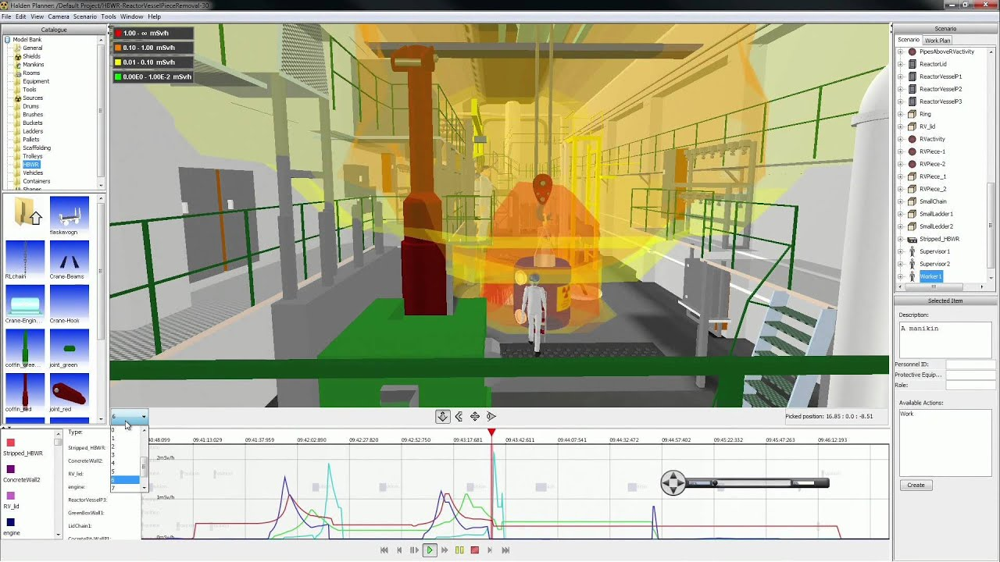 Halden Planner: /Default Project/HBWR-ReactorVesselPieceRemoval-30
File Edit View Camera Scenario Tools Window Help
Catalogue
Model Bank
General
Shields
Manikins
Rooms
Equipment
Tools
Sources
Drums
Brushes
Buckets
Ladders
Pallets
Scaffolding
Trolleys
HBWR
Vehicles
Containers
Shapes
flaskavogn
RLchain
Crane-Beams
Crane-Engin...
Crane-Hook
coffin_gree...
joint_green
coffin_red
joint_red
1.00 - ∞ mSv/h
0.10 - 1.00 mSv/h
0.01 - 0.10 mSv/h
0.00E0 - 1.00E-2 mSv/h
Scenario
Scenario Work Plan
PipesAboveRVactivity
ReactorLid
ReactorVesselP1
ReactorVesselP2
ReactorVesselP3
Ring
RV_lid
RVactivity
RVPiece-1
RVPiece-2
RVPiece_1
RVPiece_2
SmallChain
SmallLadder1
SmallLedder2
Stripped_HBWR
Supervisor1
Supervisor2
Worker1
Selected Item
Description:
A manikin
Personnel ID:
Protective Equip...
Role:
Available Actions:
Work
Create
6
Picked position: 16.85 : 0.0 : -8.51
0
1
2
3
4
5
6
7
Stripped_HBWR
ConcreteWall2
RV_lid
engine
Type:
Stripped_HBWR:
ConcreteWall2:
RV_lid:
engine:
ReactorVesselP3:
GreenBoxWall1:
LidChain1:
ConcretePit-WallP1:
:40:48:099 09:41:13:029 09:41:37:959 09:42:02:892 09:42:27:820 09:42:52:750 09:43:17:681 09:43:42:611 09:44:07:541 09:44:32:472 09:44:57:402 09:45:22:332 09:45:47:263 09:46:12:193
2mSv/h
1mSv/h
0mSv/h